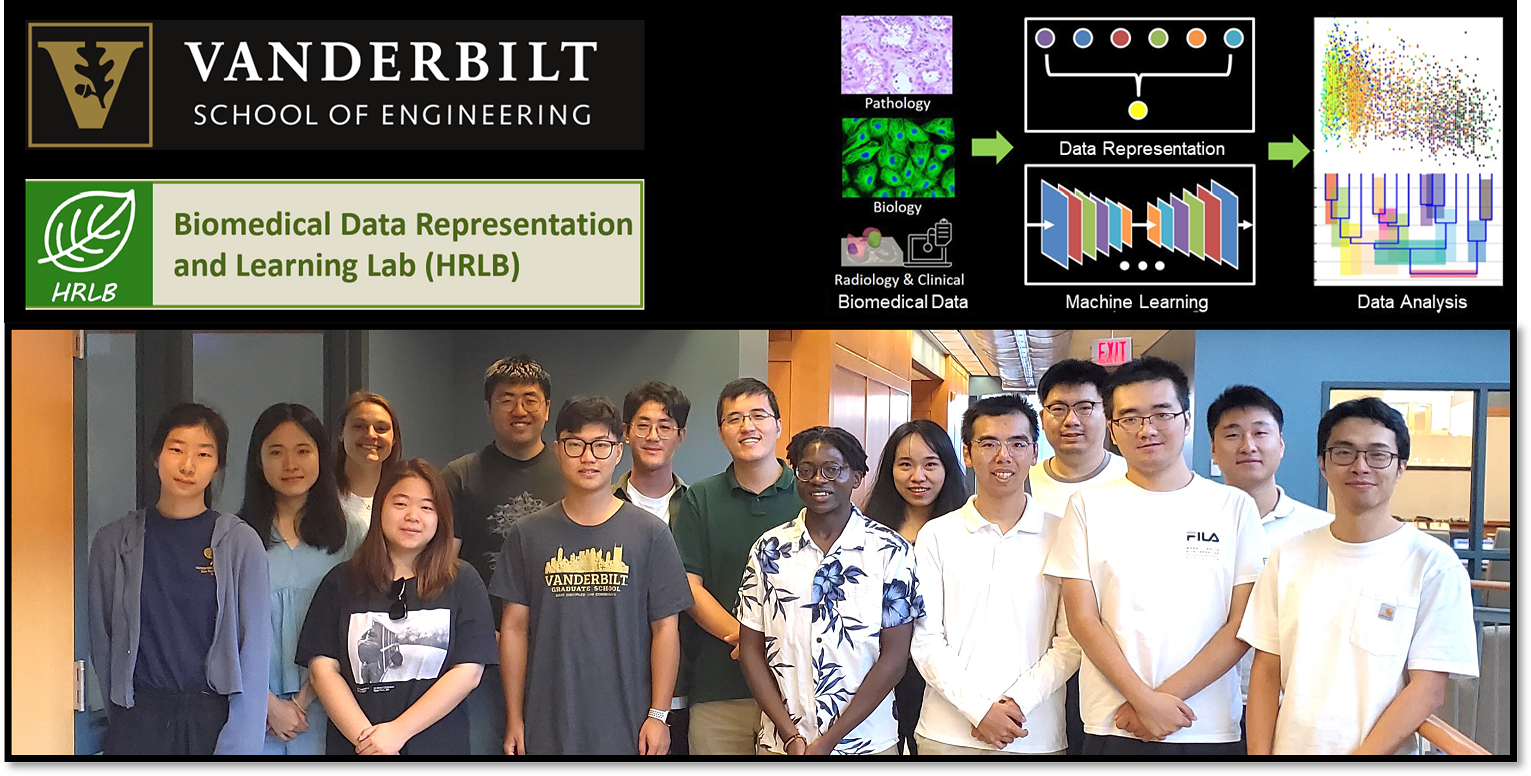 VANDERBILT
SCHOOL OF ENGINEERING
HRLB
Biomedical Data Representation
and Learning Lab (HRLB)
Pathology
Biology
Radiology & Clinical
Biomedical Data
Data Representation
Machine Learning
Data Analysis
EXIT
VANDERBILT
GRADUATE SCHOOL
FILA